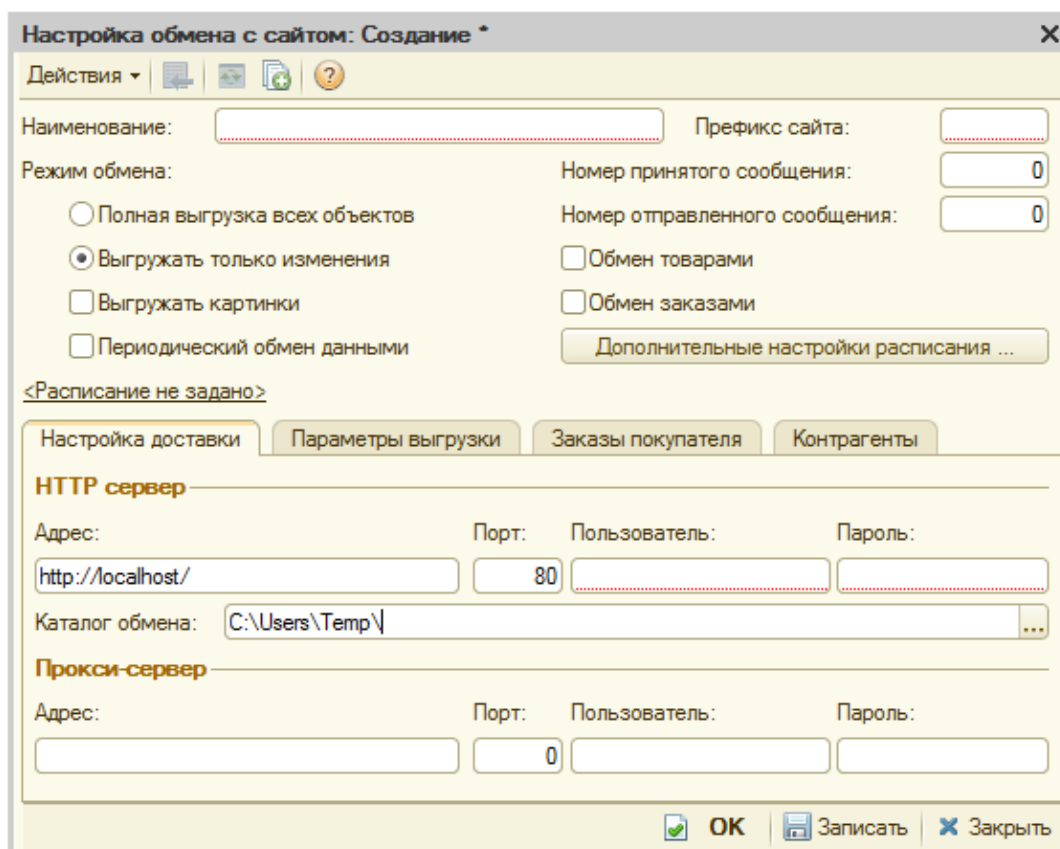 Настройка обмена с сайтом: Создание *
Действия
Наименование: Префикс сайта:
Режим обмена: Номер принятого сообщения: 0
Полная выгрузка всех объектов Номер отправленного сообщения: 0
Выгружать только изменения Обмен товарами
Выгружать картинки Обмен заказами
Периодический обмен данными Дополнительные настройки расписания ...
<Расписание не задано>
Настройка доставки Параметры выгрузки Заказы покупателя Контрагенты
HTTP сервер
Адрес: Порт: Пользователь: Пароль:
http://localhost/ 80
Каталог обмена: C:\Users\Temp\ ...
Прокси-сервер
Адрес: Порт: Пользователь: Пароль:
0
OK Записать Закрыть